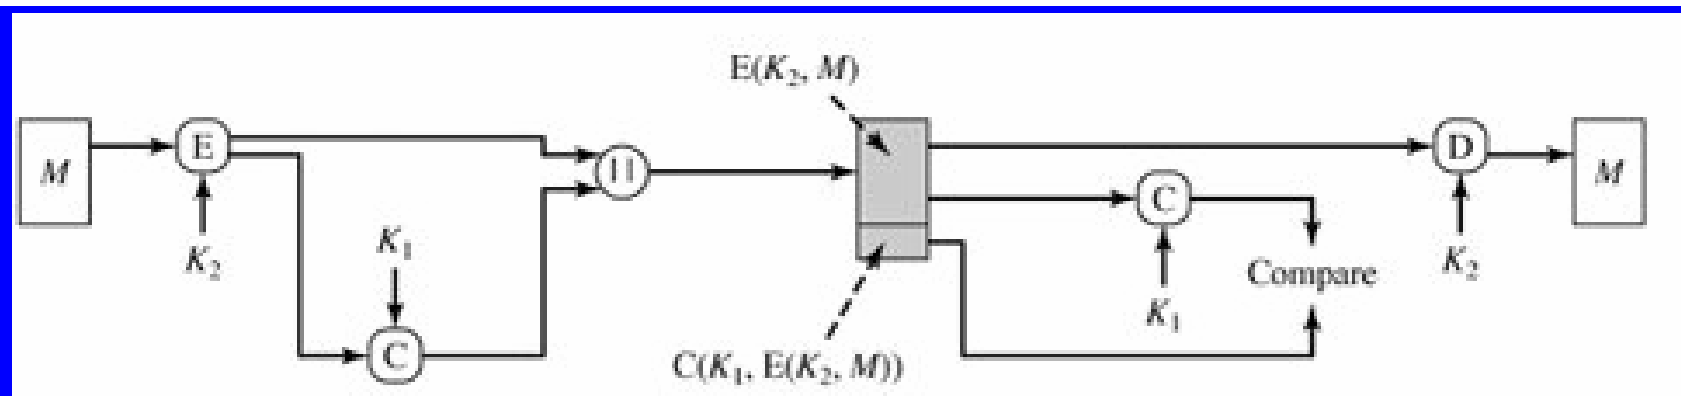 E(K₂, M)
M
E
K₂
K₁
C
||
C(K₁, E(K₂, M))
C
K₁
Compare
D
K₂
M